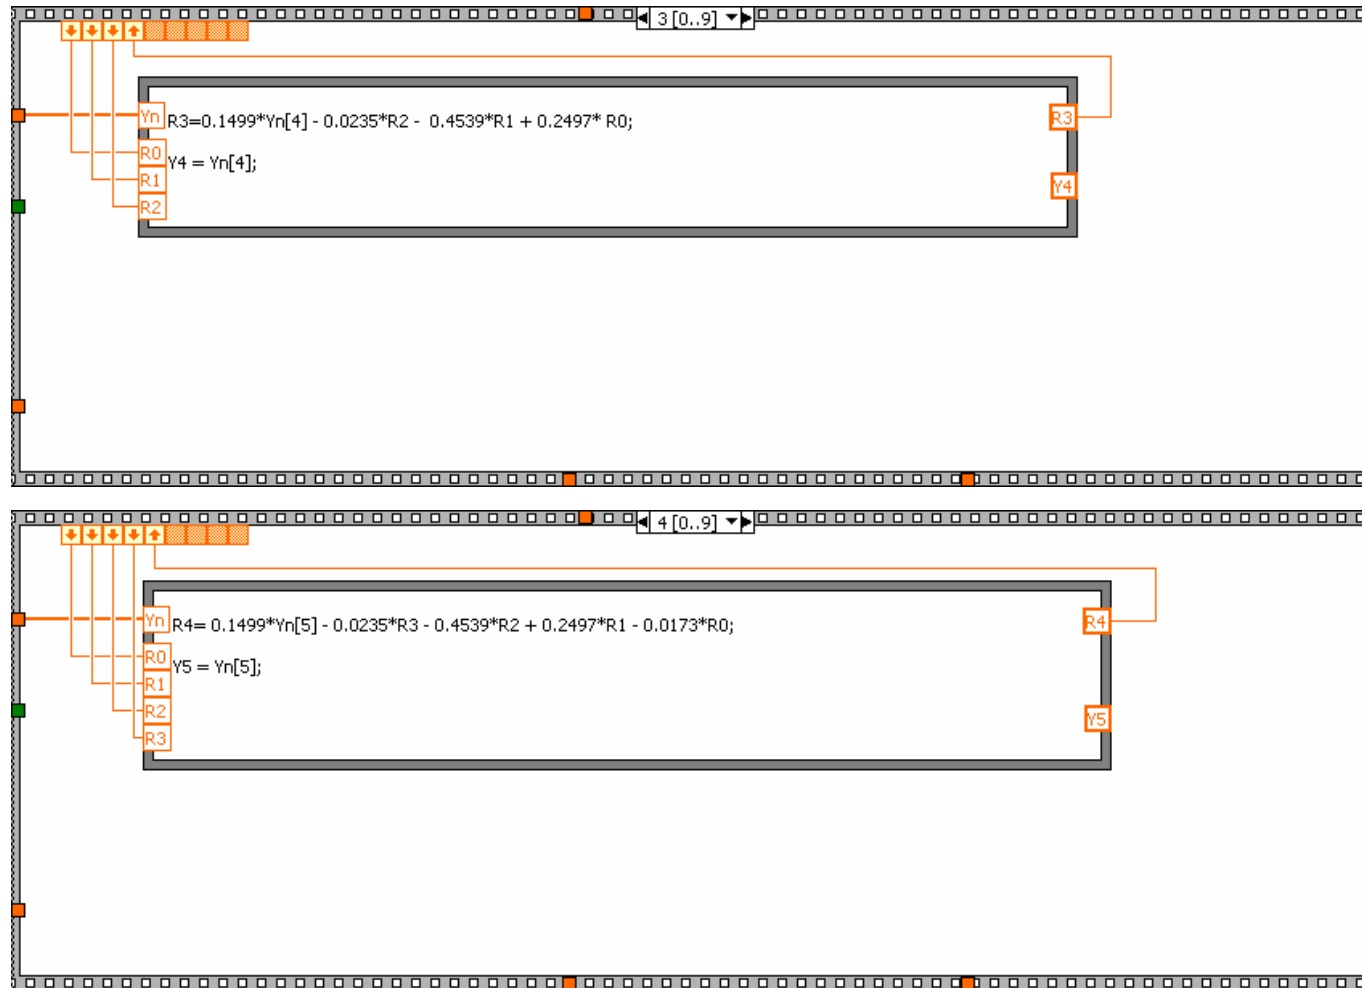 3 [0..9]
Yn
R3=0.1499*Yn[4] - 0.0235*R2 -  0.4539*R1 + 0.2497* R0;
R3
R0
Y4 = Yn[4];
R1
Y4
R2
4 [0..9]
Yn
R4= 0.1499*Yn[5] - 0.0235*R3 - 0.4539*R2 + 0.2497*R1 - 0.0173*R0;
R4
R0
Y5 = Yn[5];
R1
R2
Y5
R3